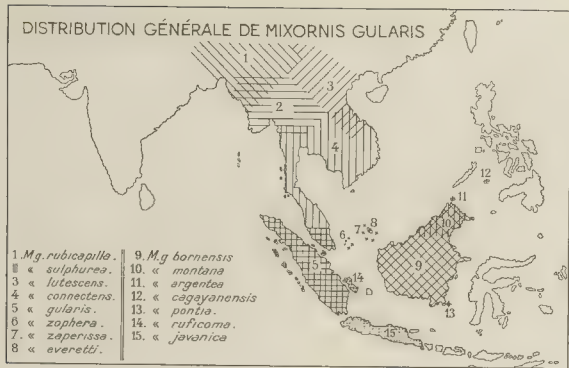 DISTRIBUTION GÉNÉRALE DE MIXORNIS GULARIS
1
3
2
4
12
11
10
8
7
6
9
5
14
13
15
1 M.g. rubicapilla.
II « sulphurea.
3 « lutescens.
4 « connectens.
5 « gularis.
6 « zophera.
7. « zaperissa.
8 « everetti.
9. M.g bornensis
10. « montana
11. « argentea
12. « cagayanensis
13. « pontia.
14. « ruficoma.
15. « javanica